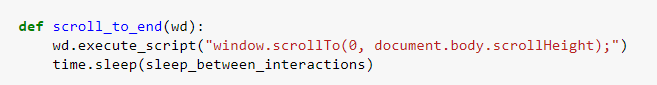 def scroll_to_end(wd):
    wd.execute_script("window.scrollTo(0, document.body.scrollHeight);")
    time.sleep(sleep_between_interactions)